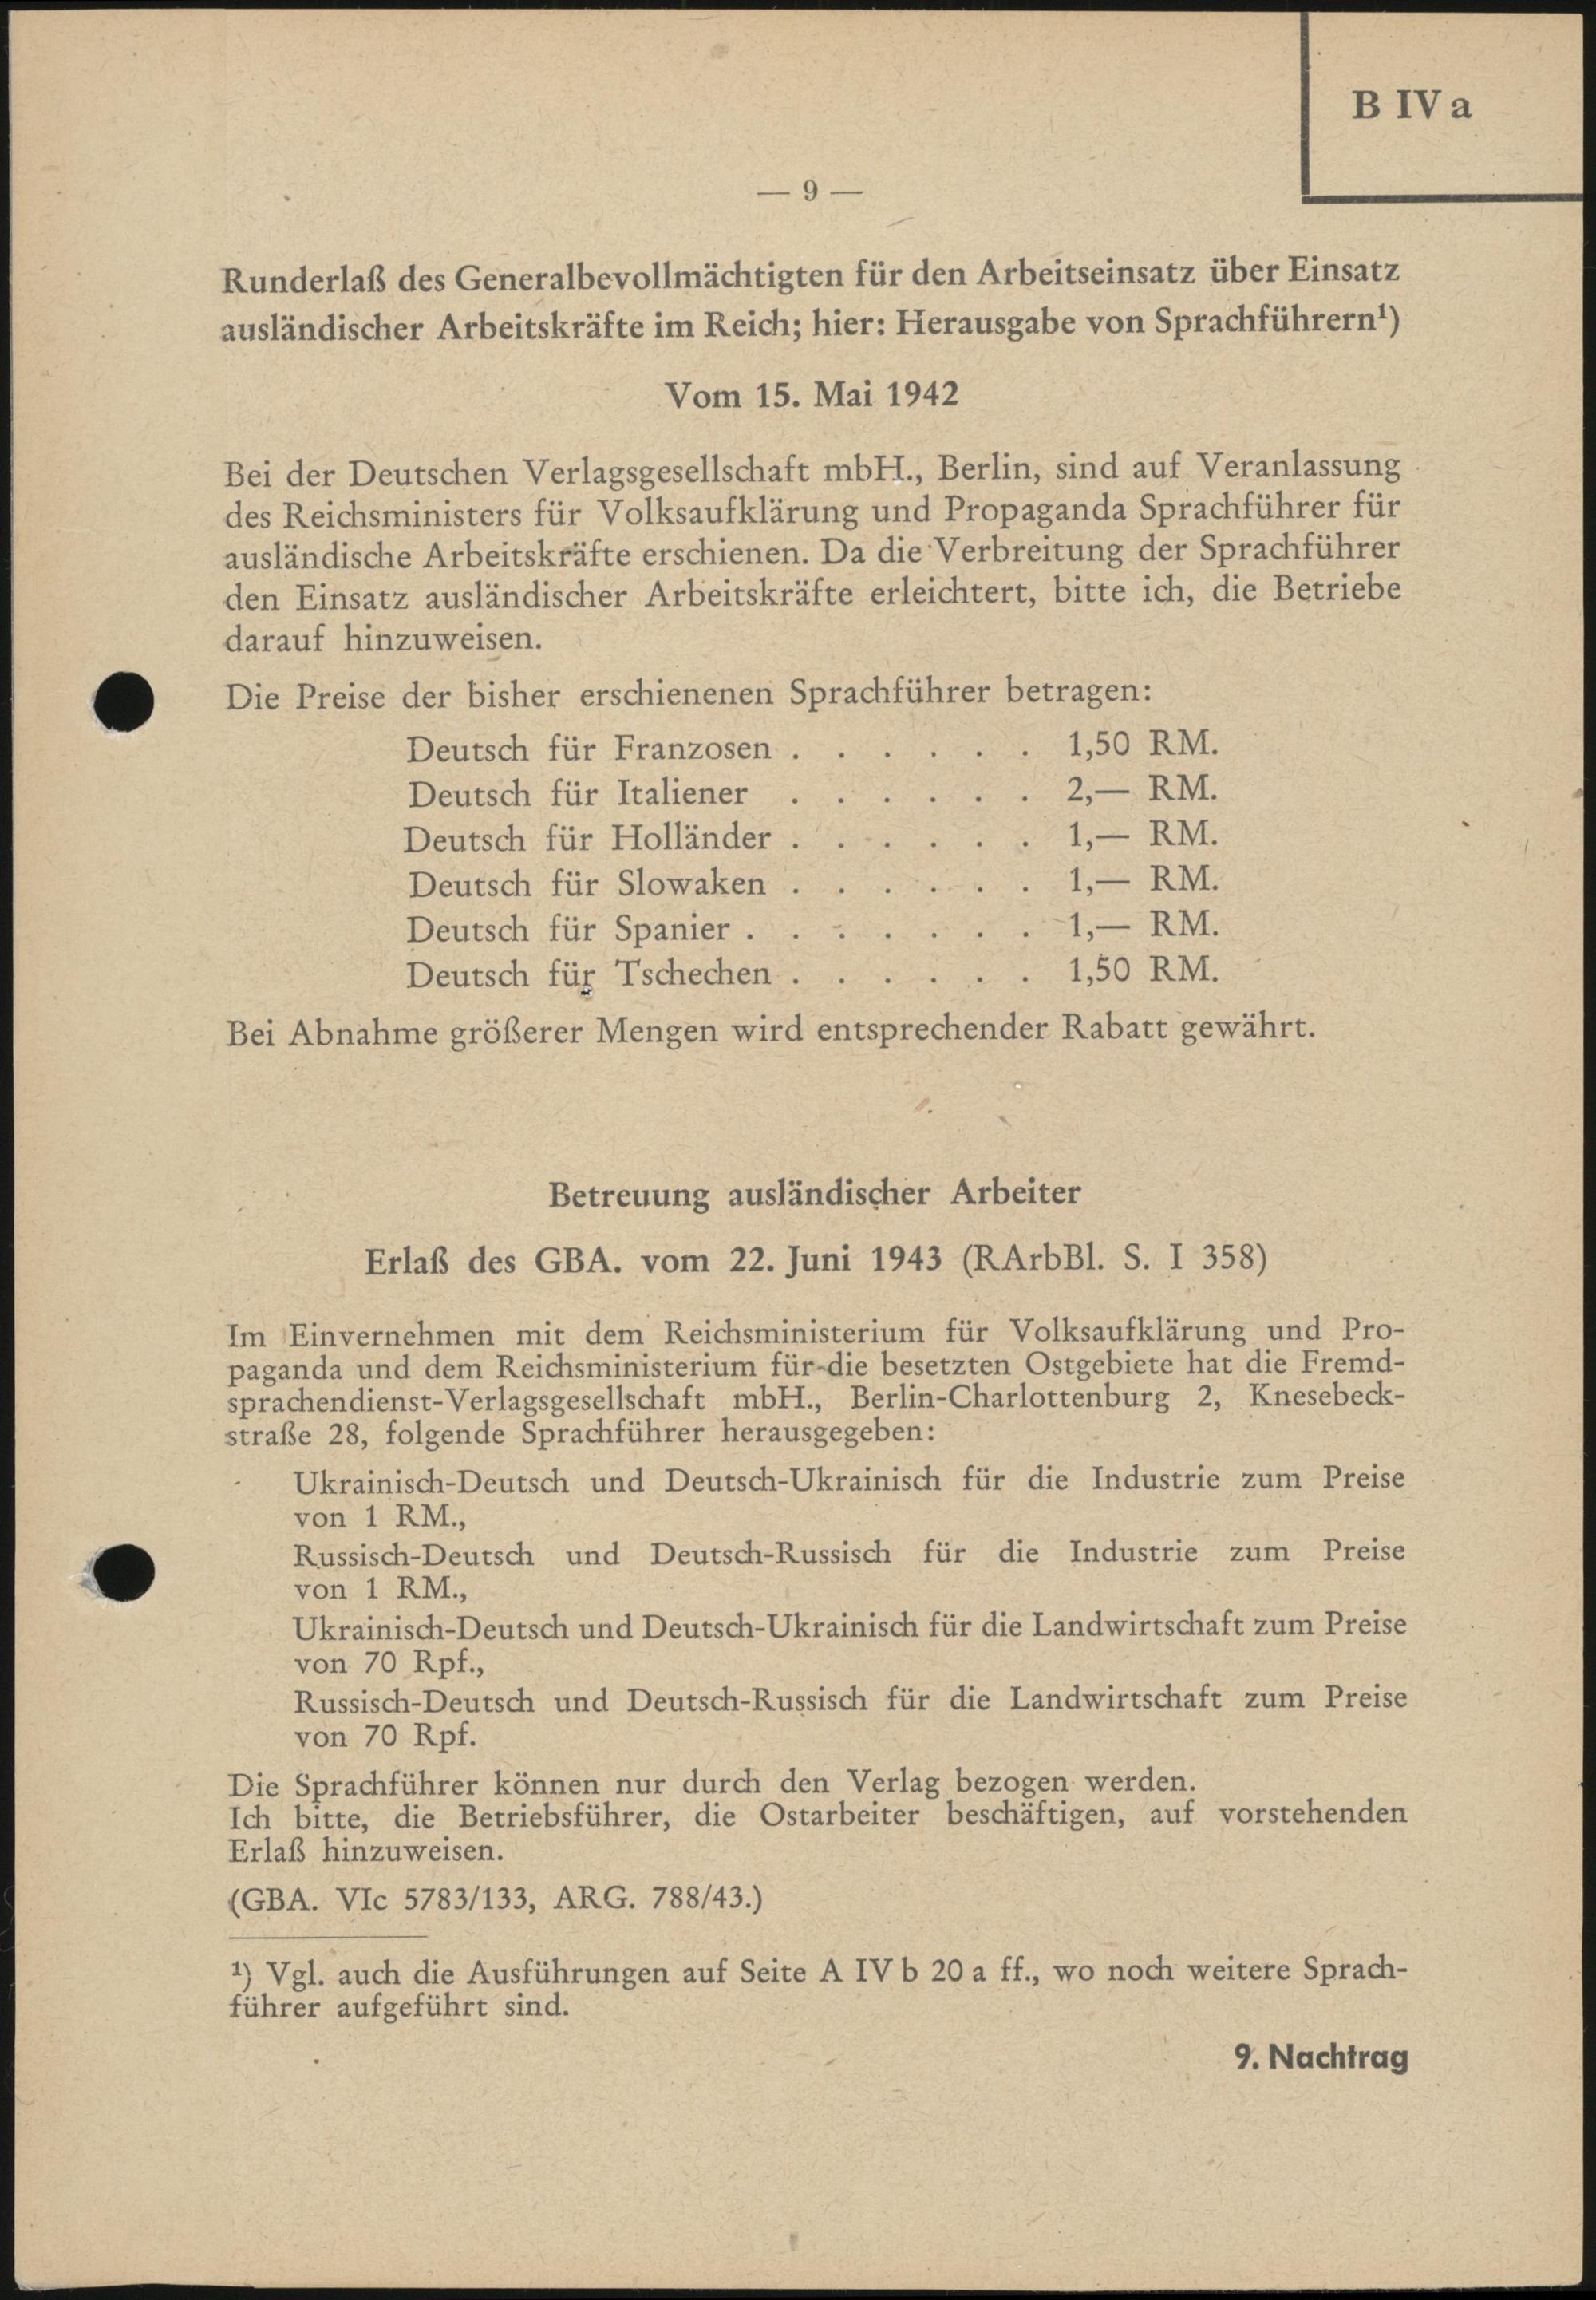 B IV a
— 9 —
Runderlaß des Generalbevollmächtigten für den Arbeitseinsatz über Einsatz
ausländischer Arbeitskräfte im Reich; hier: Herausgabe von Sprachführern¹)
Vom 15. Mai 1942
Bei der Deutschen Verlagsgesellschaft mbH., Berlin, sind auf Veranlassung
des Reichsministers für Volksaufklärung und Propaganda Sprachführer für
ausländische Arbeitskräfte erschienen. Da die Verbreitung der Sprachführer
den Einsatz ausländischer Arbeitskräfte erleichtert, bitte ich, die Betriebe
darauf hinzuweisen.
Die Preise der bisher erschienenen Sprachführer betragen:
Deutsch für Franzosen . . . . . . 1,50 RM.
Deutsch für Italiener . . . . . . 2,— RM.
Deutsch für Holländer . . . . . . 1,— RM.
Deutsch für Slowaken . . . . . . 1,— RM.
Deutsch für Spanier . . . . . . . 1,— RM.
Deutsch für Tschechen . . . . . . 1,50 RM.
Bei Abnahme größerer Mengen wird entsprechender Rabatt gewährt.
Betreuung ausländischer Arbeiter
Erlaß des GBA. vom 22. Juni 1943 (RArbBl. S. I 358)
Im Einvernehmen mit dem Reichsministerium für Volksaufklärung und Pro-
paganda und dem Reichsministerium für die besetzten Ostgebiete hat die Fremd-
sprachendienst-Verlagsgesellschaft mbH., Berlin-Charlottenburg 2, Knesebeck-
straße 28, folgende Sprachführer herausgegeben:
Ukrainisch-Deutsch und Deutsch-Ukrainisch für die Industrie zum Preise
von 1 RM.,
Russisch-Deutsch und Deutsch-Russisch für die Industrie zum Preise
von 1 RM.,
Ukrainisch-Deutsch und Deutsch-Ukrainisch für die Landwirtschaft zum Preise
von 70 Rpf.,
Russisch-Deutsch und Deutsch-Russisch für die Landwirtschaft zum Preise
von 70 Rpf.
Die Sprachführer können nur durch den Verlag bezogen werden.
Ich bitte, die Betriebsführer, die Ostarbeiter beschäftigen, auf vorstehenden
Erlaß hinzuweisen.
(GBA. VIc 5783/133, ARG. 788/43.)
¹) Vgl. auch die Ausführungen auf Seite A IV b 20 a ff., wo noch weitere Sprach-
führer aufgeführt sind.
9. Nachtrag